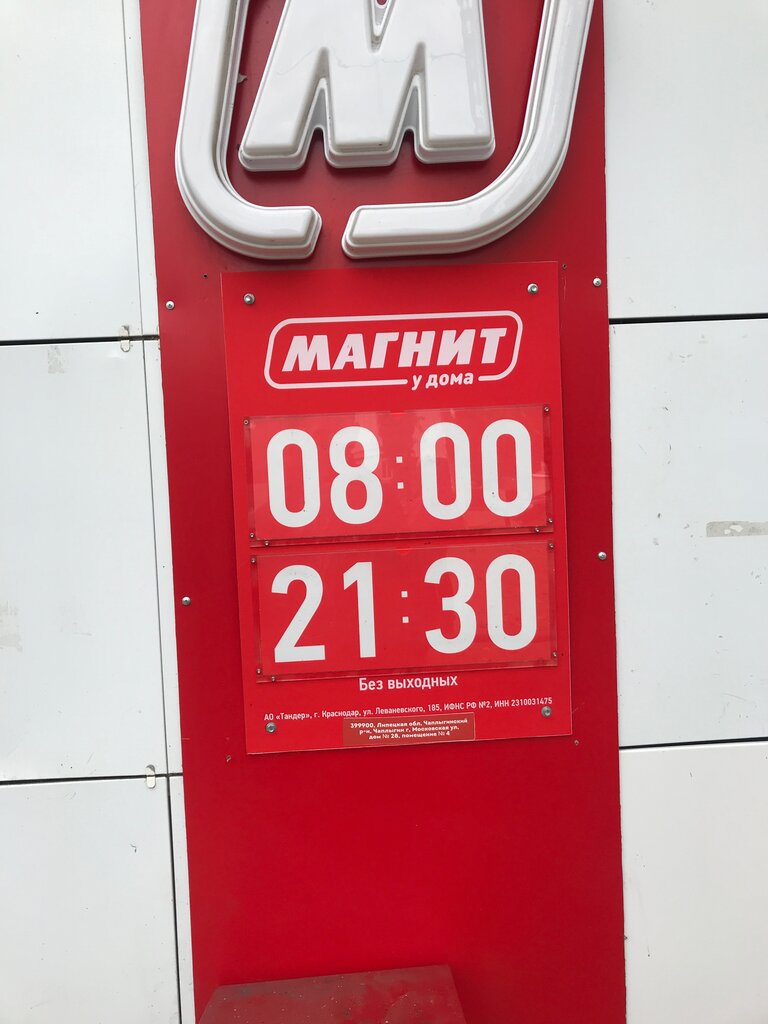 М
МАГНИТ
у дома
08:00
21:30
Без выходных
АО «Тандер», г. Краснодар, ул. Леваневского, 185, ИФНС РФ №2, ИНН 2310031475
399900, Липецкая обл, Чаплыгинский
р-н, Чаплыгин г, Московская ул.
дом № 28, помещение № 4